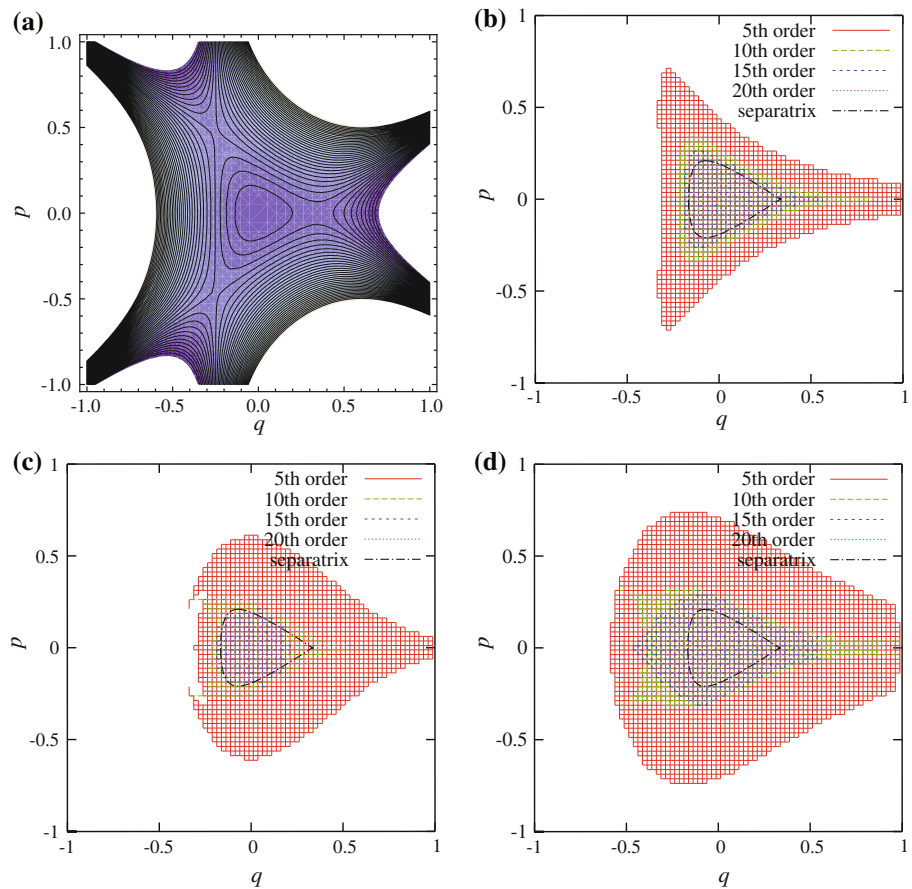 (a)
1.0
0.5
0.0
-0.5
-1.0
p
-1.0 -0.5 0.0 0.5 1.0
q
(b)
1
0.5
0
-0.5
-1
p
-1 -0.5 0 0.5 1
q
5th order
10th order
15th order
20th order
separatrix
(c)
1
0.5
0
-0.5
-1
p
-1 -0.5 0 0.5 1
q
5th order
10th order
15th order
20th order
separatrix
(d)
1
0.5
0
-0.5
-1
p
-1 -0.5 0 0.5 1
q
5th order
10th order
15th order
20th order
separatrix